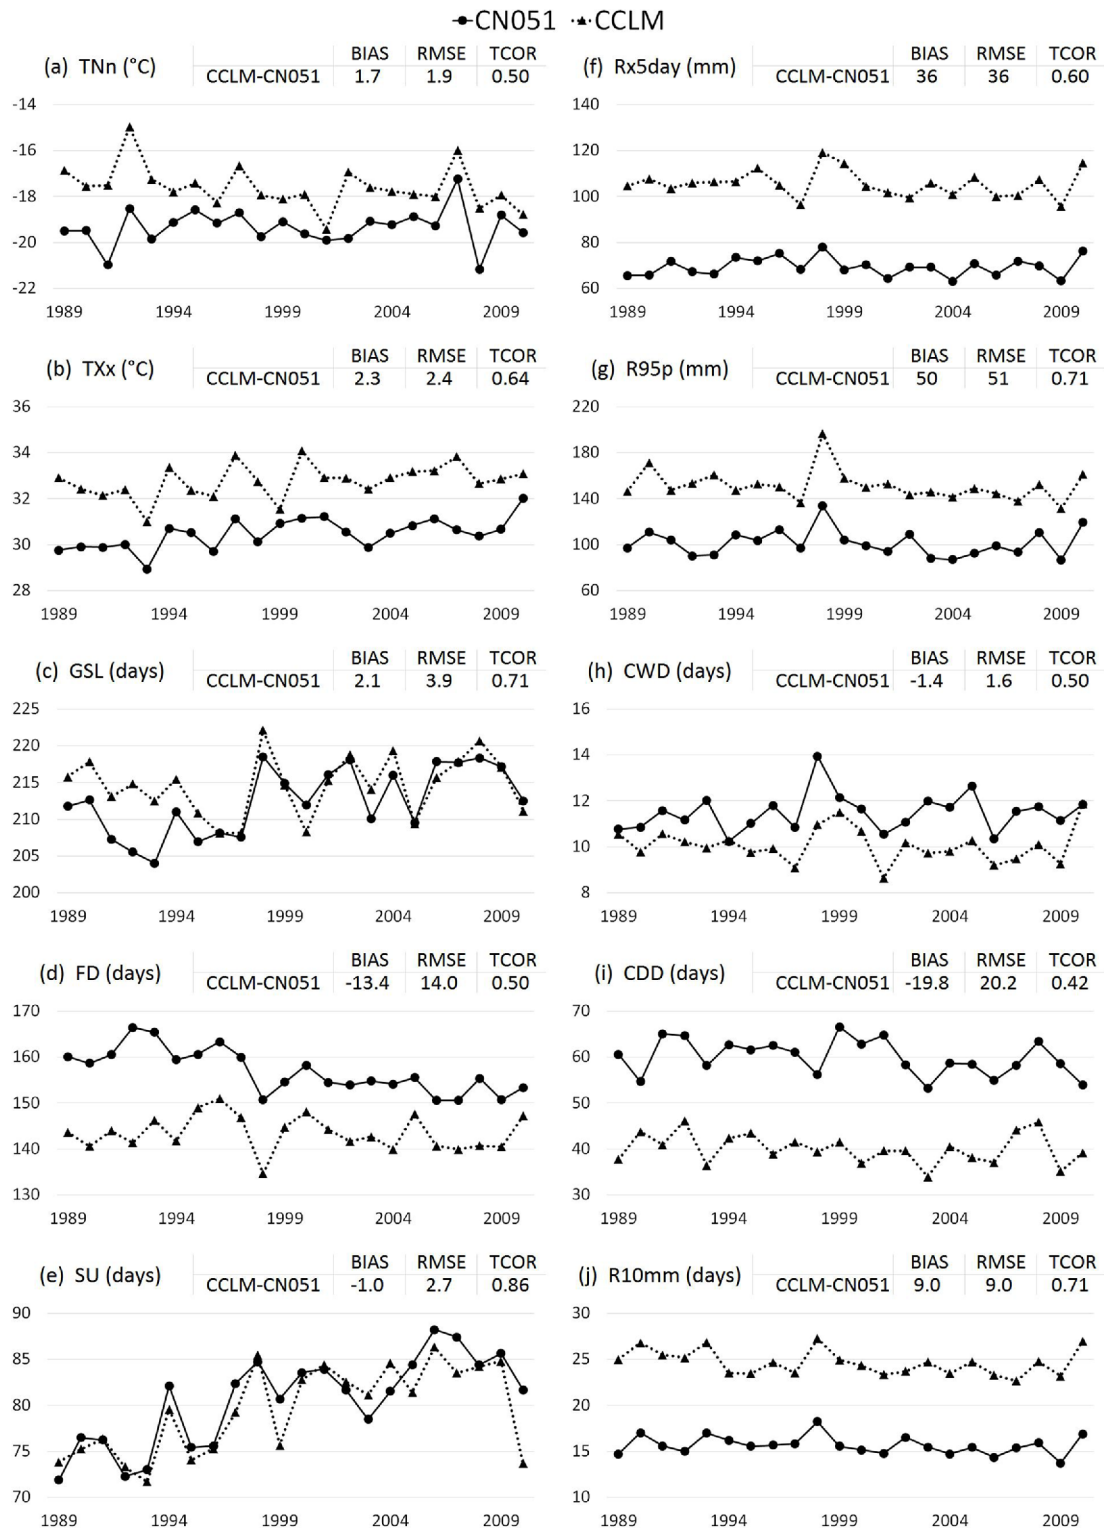 CN051 CCLM
(a) TNn (°C)
BIAS RMSE TCOR
CCLM-CN051 1.7 1.9 0.50
-14
-16
-18
-20
-22
1989 1994 1999 2004 2009
(f) Rx5day (mm)
BIAS RMSE TCOR
CCLM-CN051 36 36 0.60
140
120
100
80
60
1989 1994 1999 2004 2009
(b) TXx (°C)
BIAS RMSE TCOR
CCLM-CN051 2.3 2.4 0.64
36
34
32
30
28
1989 1994 1999 2004 2009
(g) R95p (mm)
BIAS RMSE TCOR
CCLM-CN051 50 51 0.71
220
180
140
100
60
1989 1994 1999 2004 2009
(c) GSL (days)
BIAS RMSE TCOR
CCLM-CN051 2.1 3.9 0.71
225
220
215
210
205
200
1989 1994 1999 2004 2009
(h) CWD (days)
BIAS RMSE TCOR
CCLM-CN051 -1.4 1.6 0.50
16
14
12
10
8
1989 1994 1999 2004 2009
(d) FD (days)
BIAS RMSE TCOR
CCLM-CN051 -13.4 14.0 0.50
170
160
150
140
130
1989 1994 1999 2004 2009
(i) CDD (days)
BIAS RMSE TCOR
CCLM-CN051 -19.8 20.2 0.42
70
60
50
40
30
1989 1994 1999 2004 2009
(e) SU (days)
BIAS RMSE TCOR
CCLM-CN051 -1.0 2.7 0.86
90
85
80
75
70
1989 1994 1999 2004 2009
(j) R10mm (days)
BIAS RMSE TCOR
CCLM-CN051 9.0 9.0 0.71
30
25
20
15
10
1989 1994 1999 2004 2009